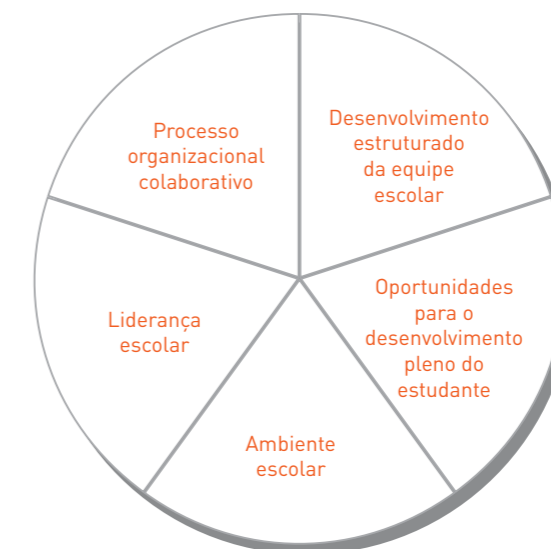 Processo
organizacional
colaborativo
Desenvolvimento
estruturado
da equipe
escolar
Oportunidades
para o
desenvolvimento
pleno do
estudante
Ambiente
escolar
Liderança
escolar